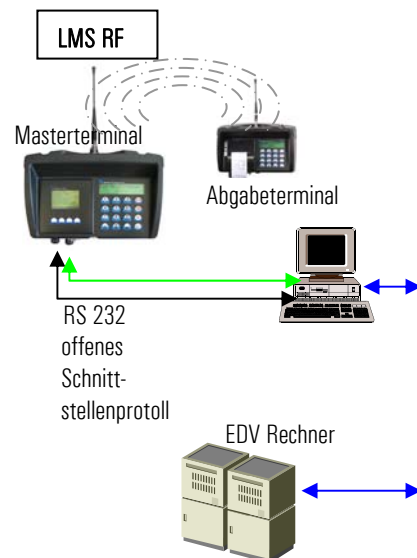 LMS RF
Masterterminal
Abgabeterminal
RS 232
offenes
Schnitt-
stellenprotoll
EDV Rechner